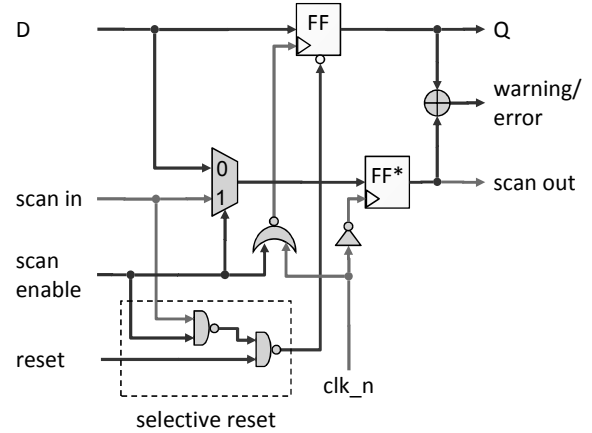 D
FF
Q
warning/
error
0
1
FF*
scan in
scan out
scan
enable
reset
clk_n
selective reset